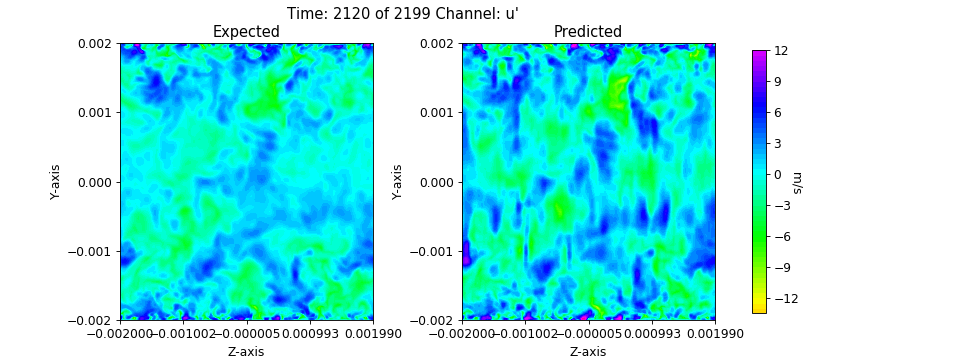 Time: 2120 of 2199 Channel: u'
Expected
Predicted
0.002
0.001
0.000
−0.001
−0.002
Y-axis
−0.002000 −0.001002 −0.000005 0.000993 0.001990
Z-axis
0.002
0.001
0.000
−0.001
−0.002
Y-axis
−0.002000 −0.001002 −0.000005 0.000993 0.001990
Z-axis
12
9
6
3
0
−3
−6
−9
−12
m/s